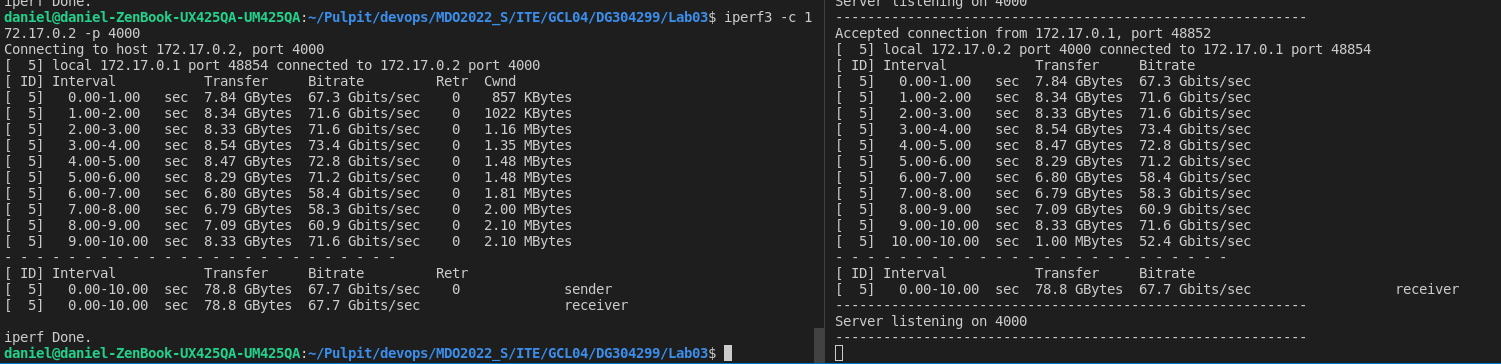 iperf Done.
daniel@daniel-ZenBook-UX425QA-UM425QA:~/Pulpit/devops/MDO2022_S/ITE/GCL04/DG304299/Lab03$ iperf3 -c 1
72.17.0.2 -p 4000
Connecting to host 172.17.0.2, port 4000
[  5] local 172.17.0.1 port 48854 connected to 172.17.0.2 port 4000
[ ID] Interval           Transfer     Bitrate         Retr  Cwnd
[  5]   0.00-1.00   sec  7.84 GBytes  67.3 Gbits/sec    0    857 KBytes
[  5]   1.00-2.00   sec  8.34 GBytes  71.6 Gbits/sec    0   1022 KBytes
[  5]   2.00-3.00   sec  8.33 GBytes  71.6 Gbits/sec    0   1.16 MBytes
[  5]   3.00-4.00   sec  8.54 GBytes  73.4 Gbits/sec    0   1.35 MBytes
[  5]   4.00-5.00   sec  8.47 GBytes  72.8 Gbits/sec    0   1.48 MBytes
[  5]   5.00-6.00   sec  8.29 GBytes  71.2 Gbits/sec    0   1.48 MBytes
[  5]   6.00-7.00   sec  6.80 GBytes  58.4 Gbits/sec    0   1.81 MBytes
[  5]   7.00-8.00   sec  6.79 GBytes  58.3 Gbits/sec    0   2.00 MBytes
[  5]   8.00-9.00   sec  7.09 GBytes  60.9 Gbits/sec    0   2.10 MBytes
[  5]   9.00-10.00  sec  8.33 GBytes  71.6 Gbits/sec    0   2.10 MBytes
- - - - - - - - - - - - - - - - - - - - - - - - -
[ ID] Interval           Transfer     Bitrate         Retr
[  5]   0.00-10.00  sec  78.8 GBytes  67.7 Gbits/sec    0             sender
[  5]   0.00-10.00  sec  78.8 GBytes  67.7 Gbits/sec                  receiver
iperf Done.
daniel@daniel-ZenBook-UX425QA-UM425QA:~/Pulpit/devops/MDO2022_S/ITE/GCL04/DG304299/Lab03$
Server listening on 4000
-----------------------------------------------------------
Accepted connection from 172.17.0.1, port 48852
[  5] local 172.17.0.2 port 4000 connected to 172.17.0.1 port 48854
[ ID] Interval           Transfer     Bitrate
[  5]   0.00-1.00   sec  7.84 GBytes  67.3 Gbits/sec
[  5]   1.00-2.00   sec  8.34 GBytes  71.6 Gbits/sec
[  5]   2.00-3.00   sec  8.33 GBytes  71.6 Gbits/sec
[  5]   3.00-4.00   sec  8.54 GBytes  73.4 Gbits/sec
[  5]   4.00-5.00   sec  8.47 GBytes  72.8 Gbits/sec
[  5]   5.00-6.00   sec  8.29 GBytes  71.2 Gbits/sec
[  5]   6.00-7.00   sec  6.80 GBytes  58.4 Gbits/sec
[  5]   7.00-8.00   sec  6.79 GBytes  58.3 Gbits/sec
[  5]   8.00-9.00   sec  7.09 GBytes  60.9 Gbits/sec
[  5]   9.00-10.00  sec  8.33 GBytes  71.6 Gbits/sec
[  5]  10.00-10.00  sec  1.00 MBytes  52.4 Gbits/sec
- - - - - - - - - - - - - - - - - - - - - - - - -
[ ID] Interval           Transfer     Bitrate
[  5]   0.00-10.00  sec  78.8 GBytes  67.7 Gbits/sec                  receiver
-----------------------------------------------------------
Server listening on 4000
-----------------------------------------------------------